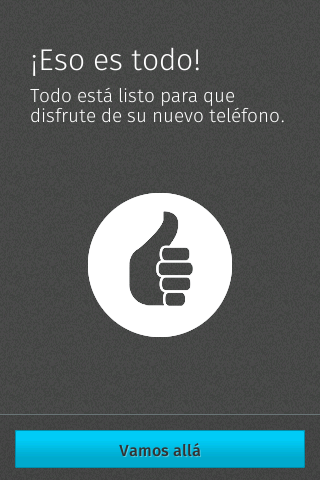 ¡Eso es todo!
Todo está listo para que
disfrute de su nuevo teléfono.
Vamos allá